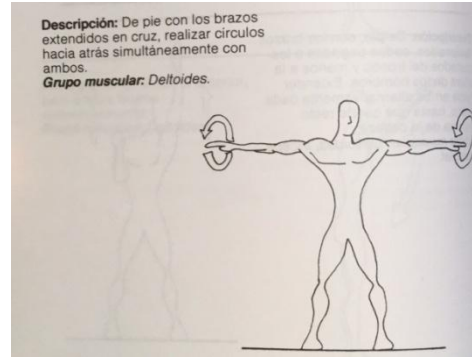 Descripción: De pie con los brazos
extendidos en cruz, realizar círculos
hacia atrás simultáneamente con
ambos.
Grupo muscular: Deltoides.